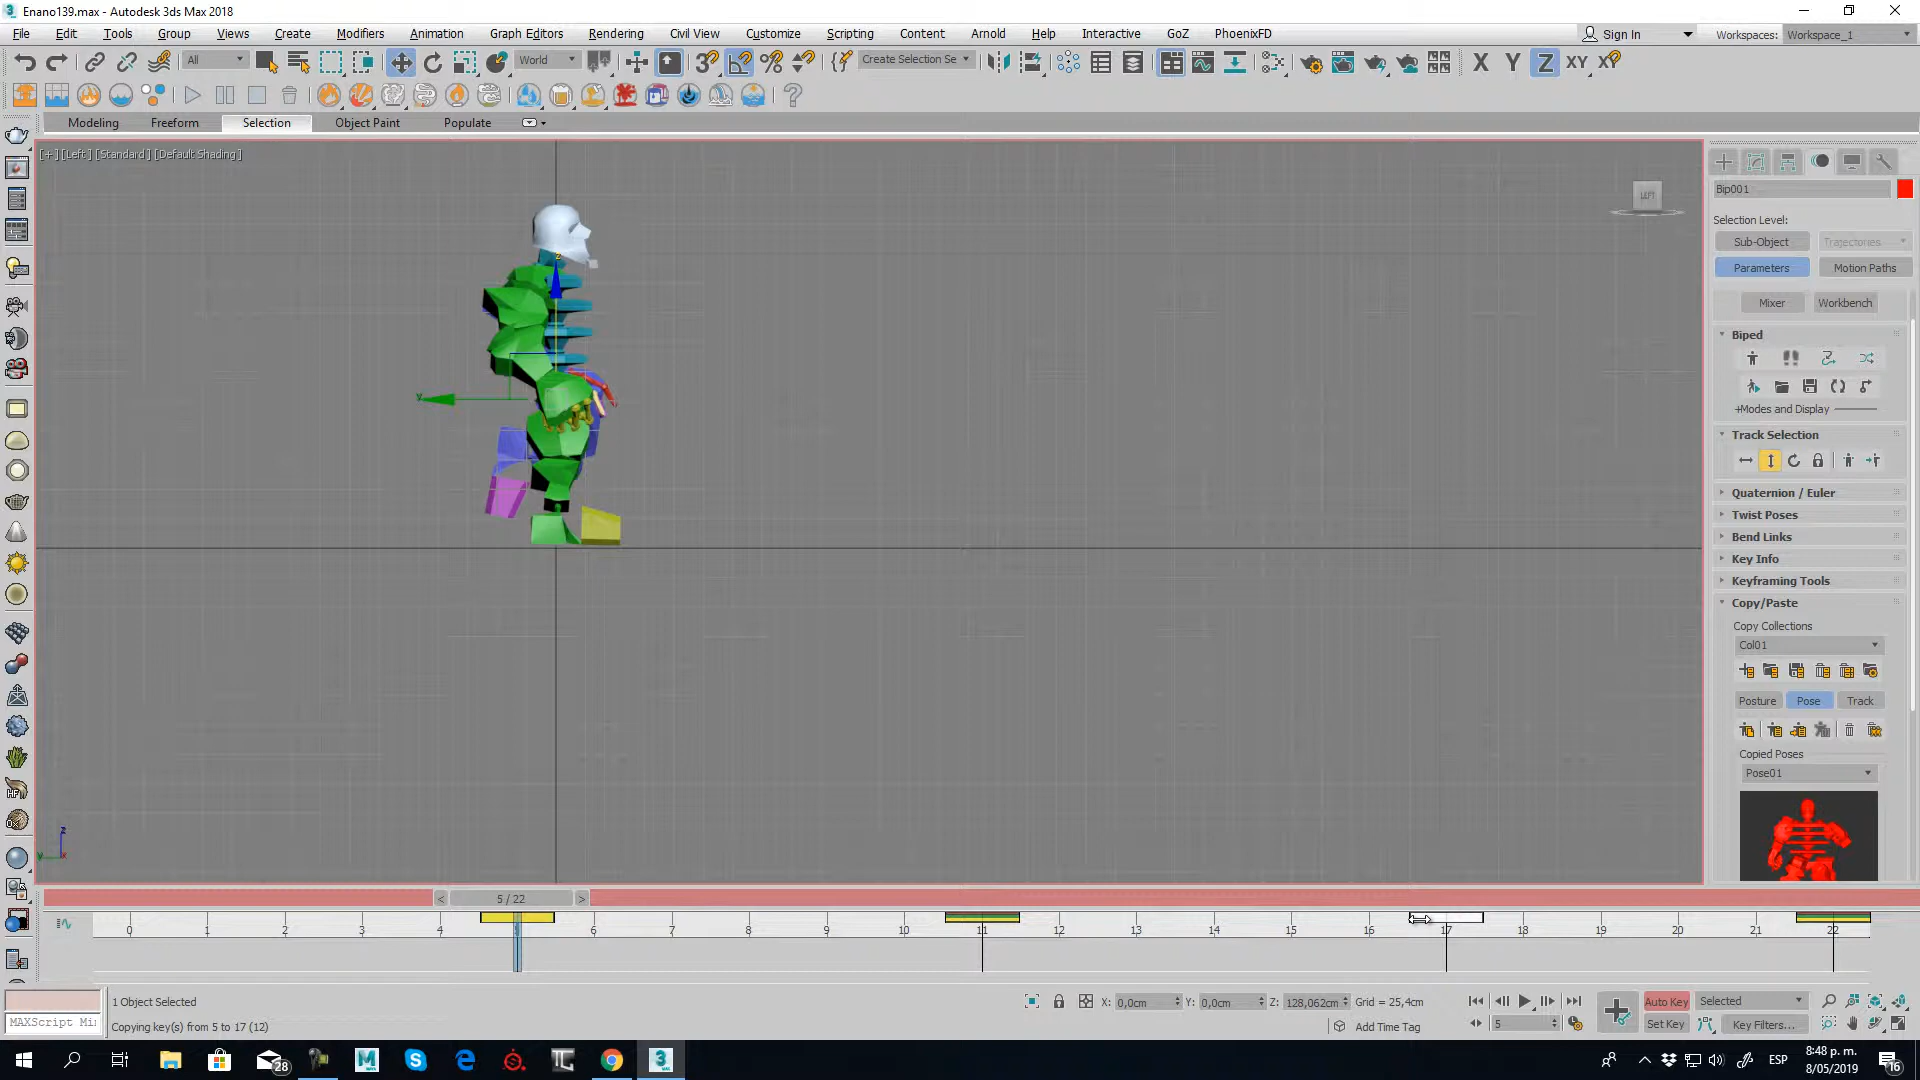 Enano139.max - Autodesk 3ds Max 2018
File Edit Tools Group Views Create Modifiers Animation Graph Editors Rendering Civil View Customize Scripting Content Arnold Help Interactive GoZ PhoenixFD Sign In Workspaces: Workspace_1
All World Create Selection Se X Y Z XY XY
Modeling Freeform Selection Object Paint Populate
[+] [Left] [Standard] [Default Shading]
LEFT
Bip001
Selection Level:
Sub-Object Trajectories
Parameters Motion Paths
Mixer Workbench
Biped
+Modes and Display
Track Selection
Quaternion / Euler
Twist Poses
Bend Links
Key Info
Keyframing Tools
Copy/Paste
Copy Collections
Col01
Posture Pose Track
Copied Poses
Pose01
z
y
z
y x
< 5 / 22 >
0 1 2 3 4 5 6 7 8 9 10 11 12 13 14 15 16 17 18 19 20 21 22
1 Object Selected X: 0,0cm Y: 0,0cm Z: 128,062cm Grid = 25,4cm Auto Key Selected
MAXScript Mi Copying key(s) from 5 to 17 (12) Add Time Tag 5 Set Key Key Filters...
28 ESP 8:48 p. m.
8/05/2019 16